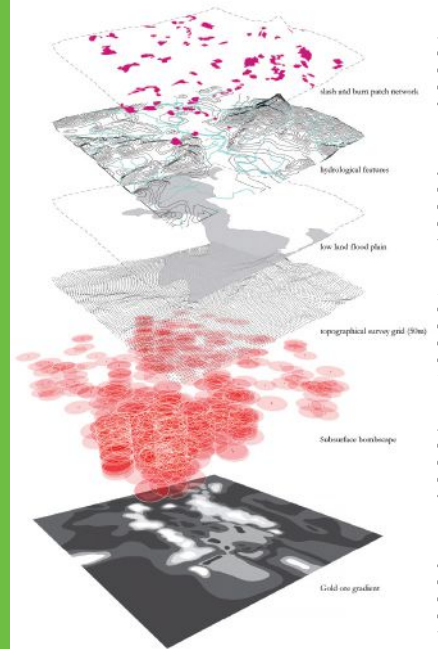 slash and burn patch network
hydrological features
low land flood plain
topographical survey grid (50m)
Subsurface bombscape
Gold ore gradient